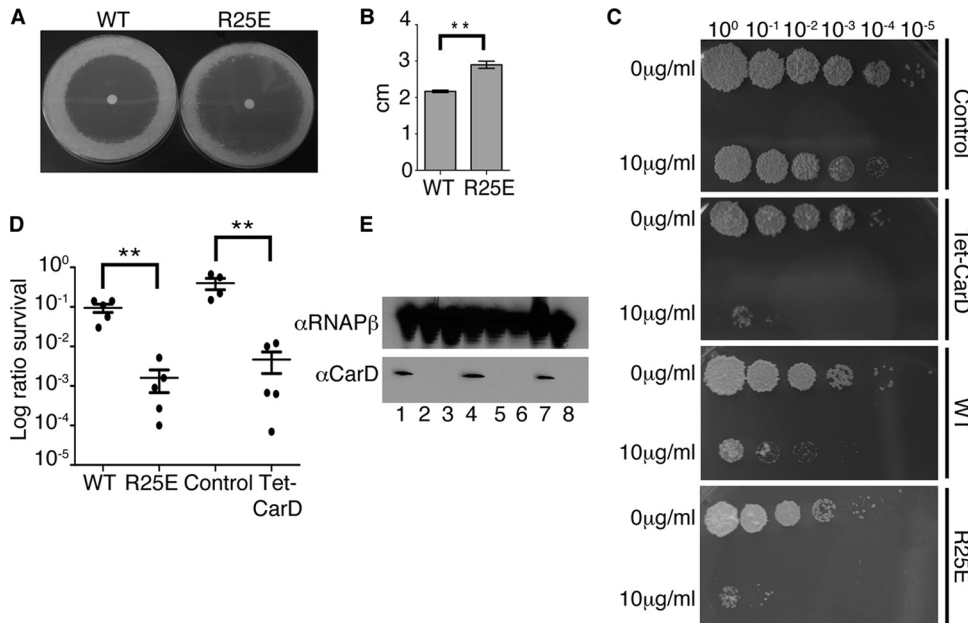 A
WT
R25E
B
**
cm
4
3
2
1
0
WT
R25E
C
10⁰ 10⁻¹ 10⁻² 10⁻³ 10⁻⁴ 10⁻⁵
0μg/ml
10μg/ml
Control
0μg/ml
10μg/ml
Tet-CarD
0μg/ml
10μg/ml
WT
0μg/ml
10μg/ml
R25E
D
**
**
Log ratio survival
10⁰
10⁻¹
10⁻²
10⁻³
10⁻⁴
10⁻⁵
WT R25E Control Tet-
CarD
E
αRNAPβ
αCarD
1 2 3 4 5 6 7 8